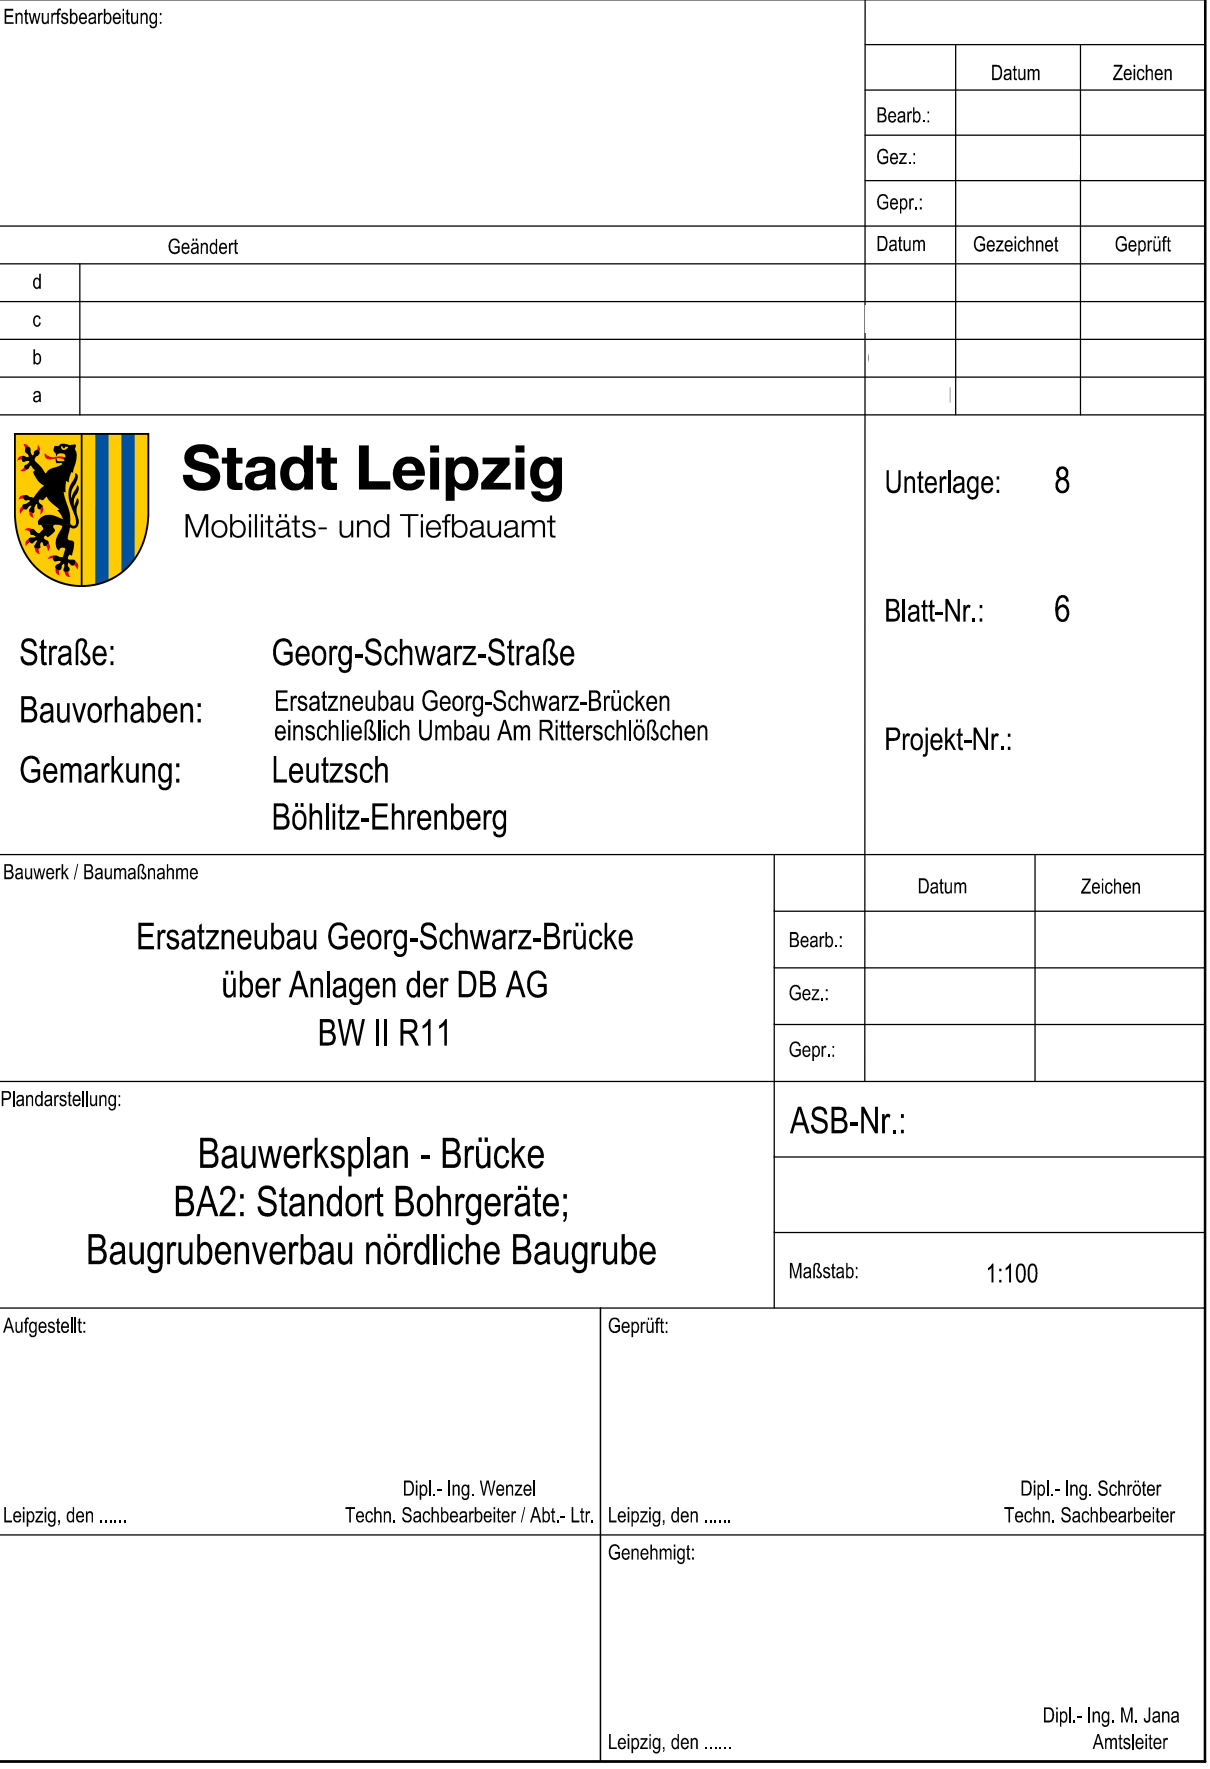 Entwurfsbearbeitung:
Datum Zeichen
Bearb.:
Gez.:
Gepr.:
Geändert Datum Gezeichnet Geprüft
d
c
b
a
Stadt Leipzig
Mobilitäts- und Tiefbauamt
Unterlage: 8
Blatt-Nr.: 6
Projekt-Nr.:
Straße: Georg-Schwarz-Straße
Bauvorhaben: Ersatzneubau Georg-Schwarz-Brücken
einschließlich Umbau Am Ritterschlößchen
Gemarkung: Leutzsch
Böhlitz-Ehrenberg
Bauwerk / Baumaßnahme
Ersatzneubau Georg-Schwarz-Brücke
über Anlagen der DB AG
BW II R11
Datum Zeichen
Bearb.:
Gez.:
Gepr.:
Plandarstellung:
Bauwerksplan - Brücke
BA2: Standort Bohrgeräte;
Baugrubenverbau nördliche Baugrube
ASB-Nr.:
Maßstab: 1:100
Aufgestellt:
Dipl.- Ing. Wenzel
Leipzig, den ...... Techn. Sachbearbeiter / Abt.- Ltr.
Geprüft:
Dipl.- Ing. Schröter
Leipzig, den ...... Techn. Sachbearbeiter
Genehmigt:
Dipl.- Ing. M. Jana
Leipzig, den ...... Amtsleiter